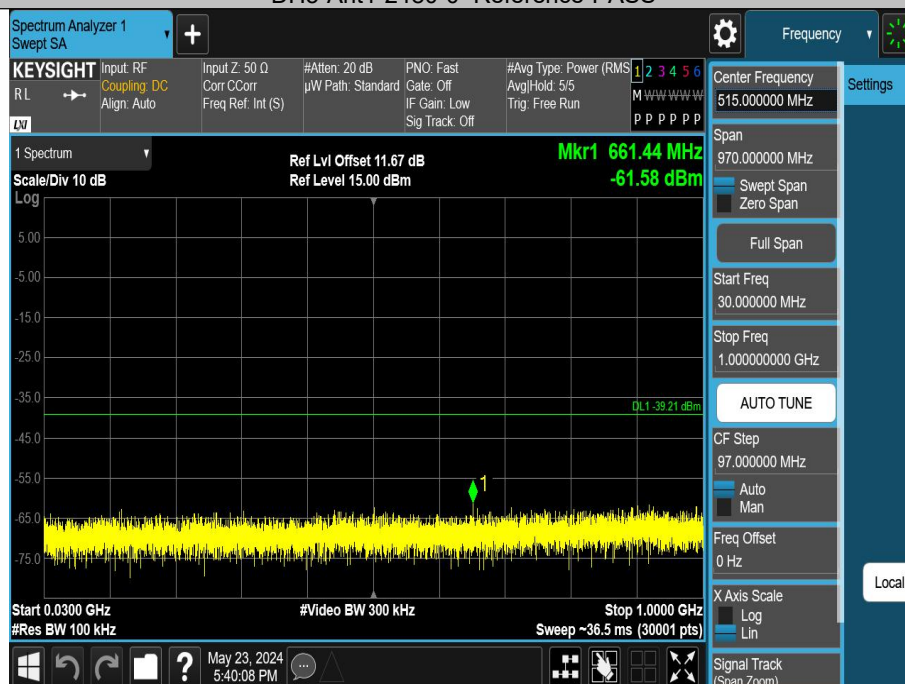 Spectrum Analyzer 1
Swept SA
Frequency
KEYSIGHT
RL
LXI
Input: RF
Coupling: DC
Align: Auto
Input Z: 50 Ω
Corr CCorr
Freq Ref: Int (S)
#Atten: 20 dB
µW Path: Standard
PNO: Fast
Gate: Off
IF Gain: Low
Sig Track: Off
#Avg Type: Power (RMS
Avg|Hold: 5/5
Trig: Free Run
1 2 3 4 5 6
M W W W W W
P P P P P P
Center Frequency
515.000000 MHz
Settings
1 Spectrum
Scale/Div 10 dB
Log
Ref Lvl Offset 11.67 dB
Ref Level 15.00 dBm
Mkr1 661.44 MHz
-61.58 dBm
Span
970.000000 MHz
Swept Span
Zero Span
Full Span
Start Freq
30.000000 MHz
Stop Freq
1.000000000 GHz
AUTO TUNE
CF Step
97.000000 MHz
Auto
Man
Freq Offset
0 Hz
X Axis Scale
Log
Lin
Signal Track
(Span Zoom)
Local
5.00
-5.00
-15.0
-25.0
-35.0
DL1 -39.21 dBm
-45.0
-55.0
1
-65.0
-75.0
Start 0.0300 GHz
#Res BW 100 kHz
#Video BW 300 kHz
Stop 1.0000 GHz
Sweep ~36.5 ms (30001 pts)
?
May 23, 2024
5:40:08 PM